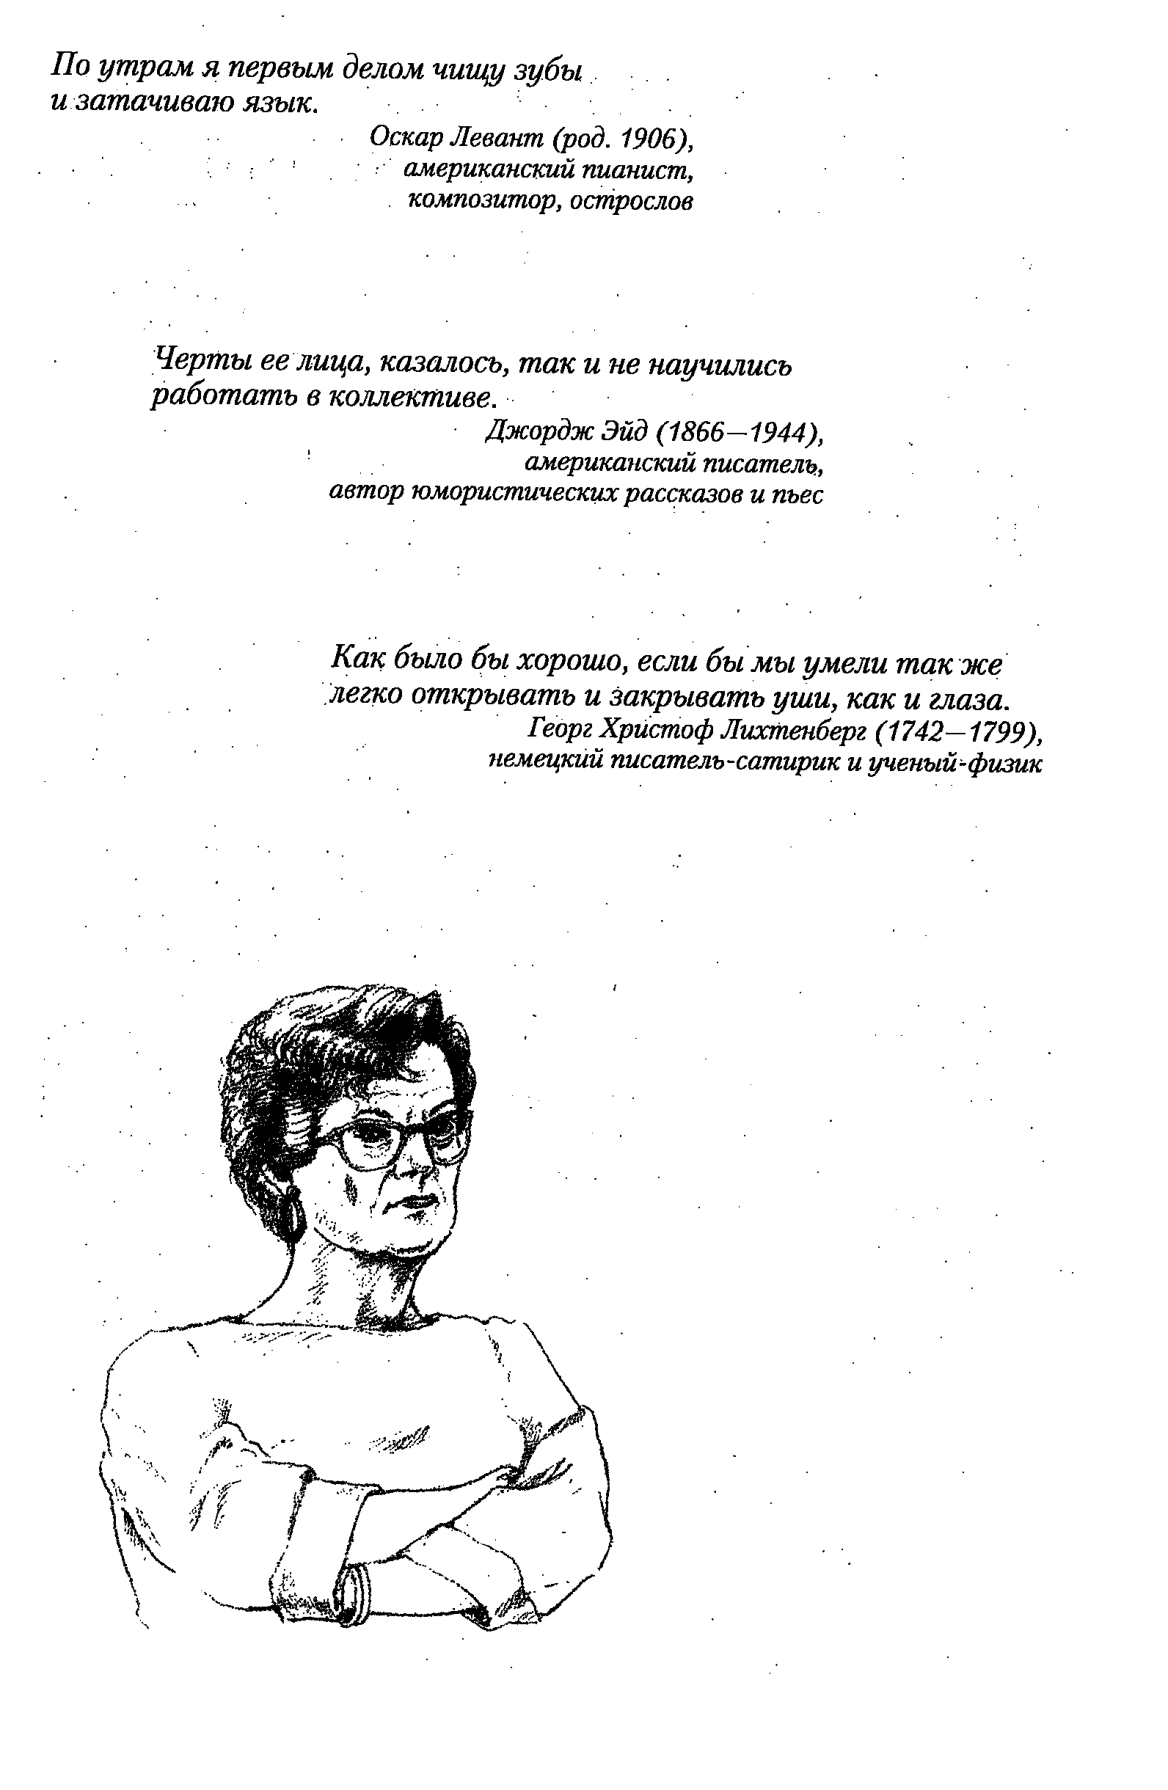 По утрам я первым делом чищу зубы
и затачиваю язык.
Оскар Левант (род. 1906),
американский пианист,
композитор, острослов
Черты ее лица, казалось, так и не научились
работать в коллективе.
Джордж Эйд (1866—1944),
американский писатель,
автор юмористических рассказов и пьес
Как было бы хорошо, если бы мы умели так же
легко открывать и закрывать уши, как и глаза.
Георг Христоф Лихтенберг (1742—1799),
немецкий писатель-сатирик и ученый-физик